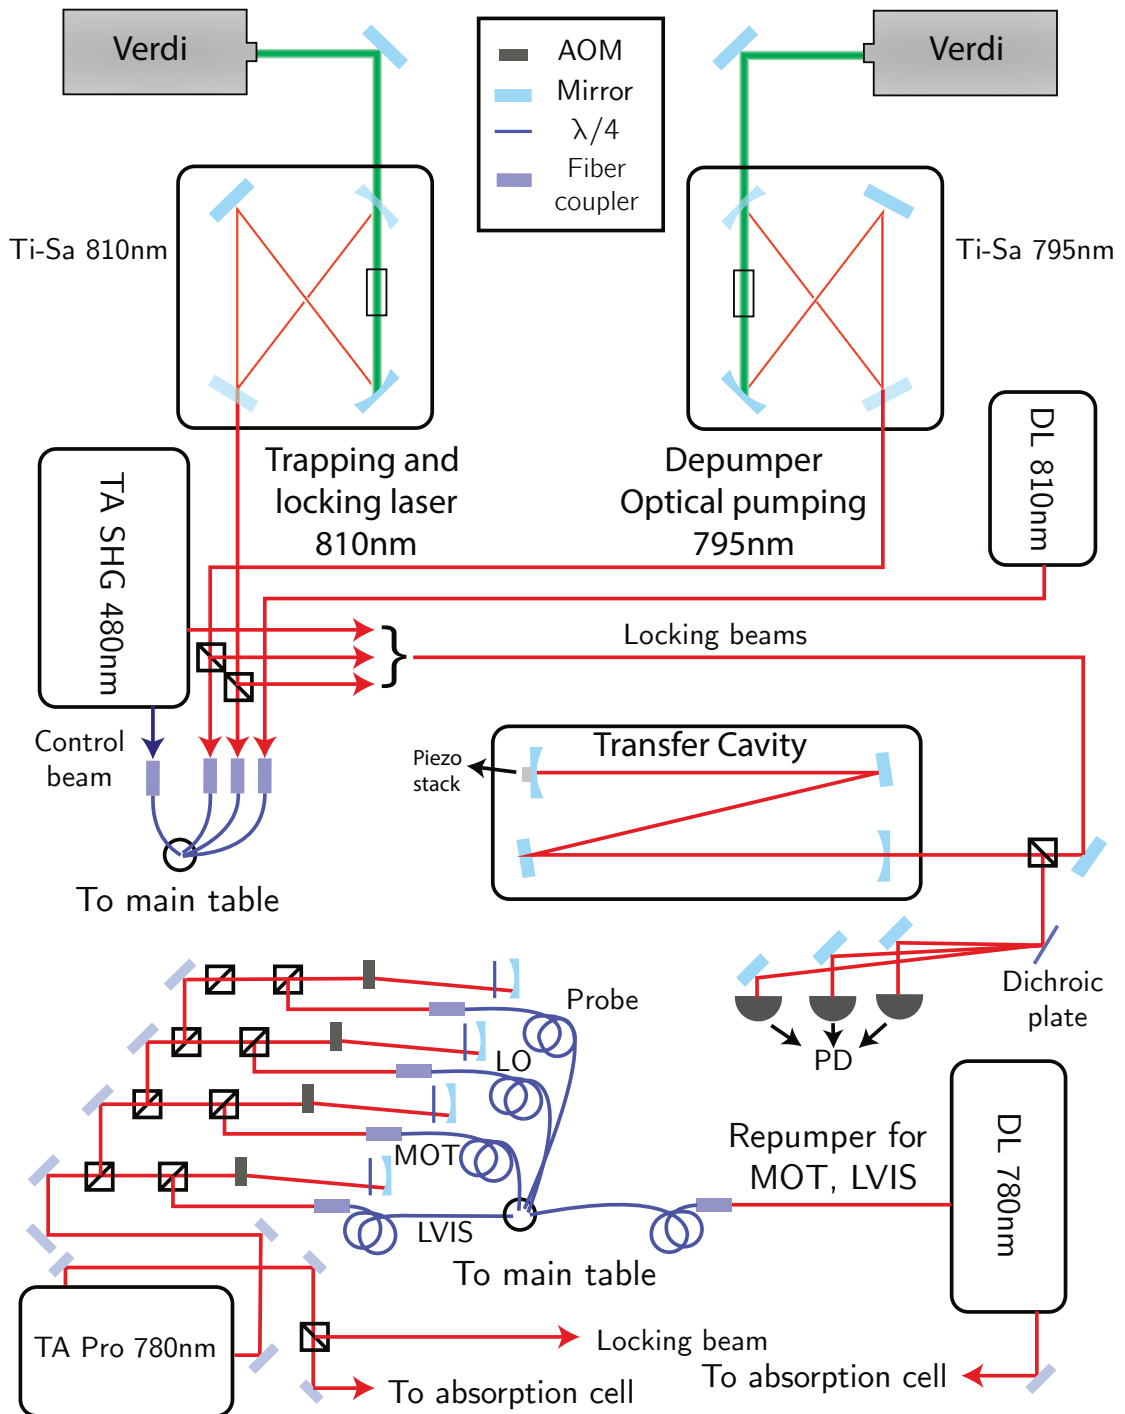 Verdi
Verdi
AOM
Mirror
λ/4
Fiber
coupler
Ti-Sa 810nm
Ti-Sa 795nm
Trapping and
locking laser
810nm
Depumper
Optical pumping
795nm
DL 810nm
TA SHG 480nm
Locking beams
Control
beam
Piezo
stack
Transfer Cavity
To main table
Dichroic
plate
PD
Probe
LO
MOT
LVIS
Repumper for
MOT, LVIS
DL 780nm
To main table
TA Pro 780nm
Locking beam
To absorption cell
To absorption cell